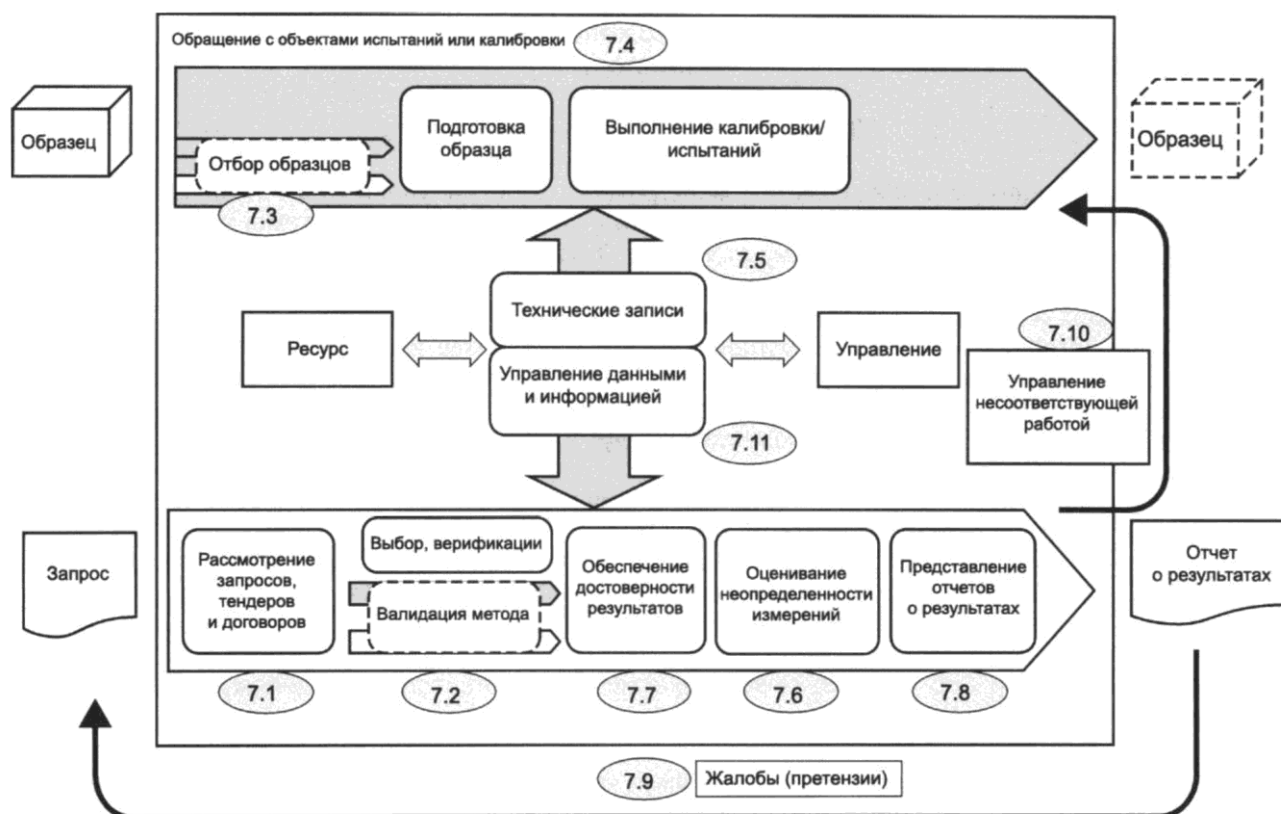 Обращение с объектами испытаний или калибровки
7.4
Образец
Отбор образцов
Подготовка
образца
Выполнение калибровки/
испытаний
Образец
7.3
7.5
Технические записи
Ресурс
Управление
7.10
Управление данными
и информацией
Управление
несоответствующей
работой
7.11
Запрос
Рассмотрение
запросов,
тендеров
и договоров
Выбор, верификации
Валидация метода
Обеспечение
достоверности
результатов
Оценивание
неопределенности
измерений
Представление
отчетов
о результатах
Отчет
о результатах
7.1
7.2
7.7
7.6
7.8
7.9
Жалобы (претензии)